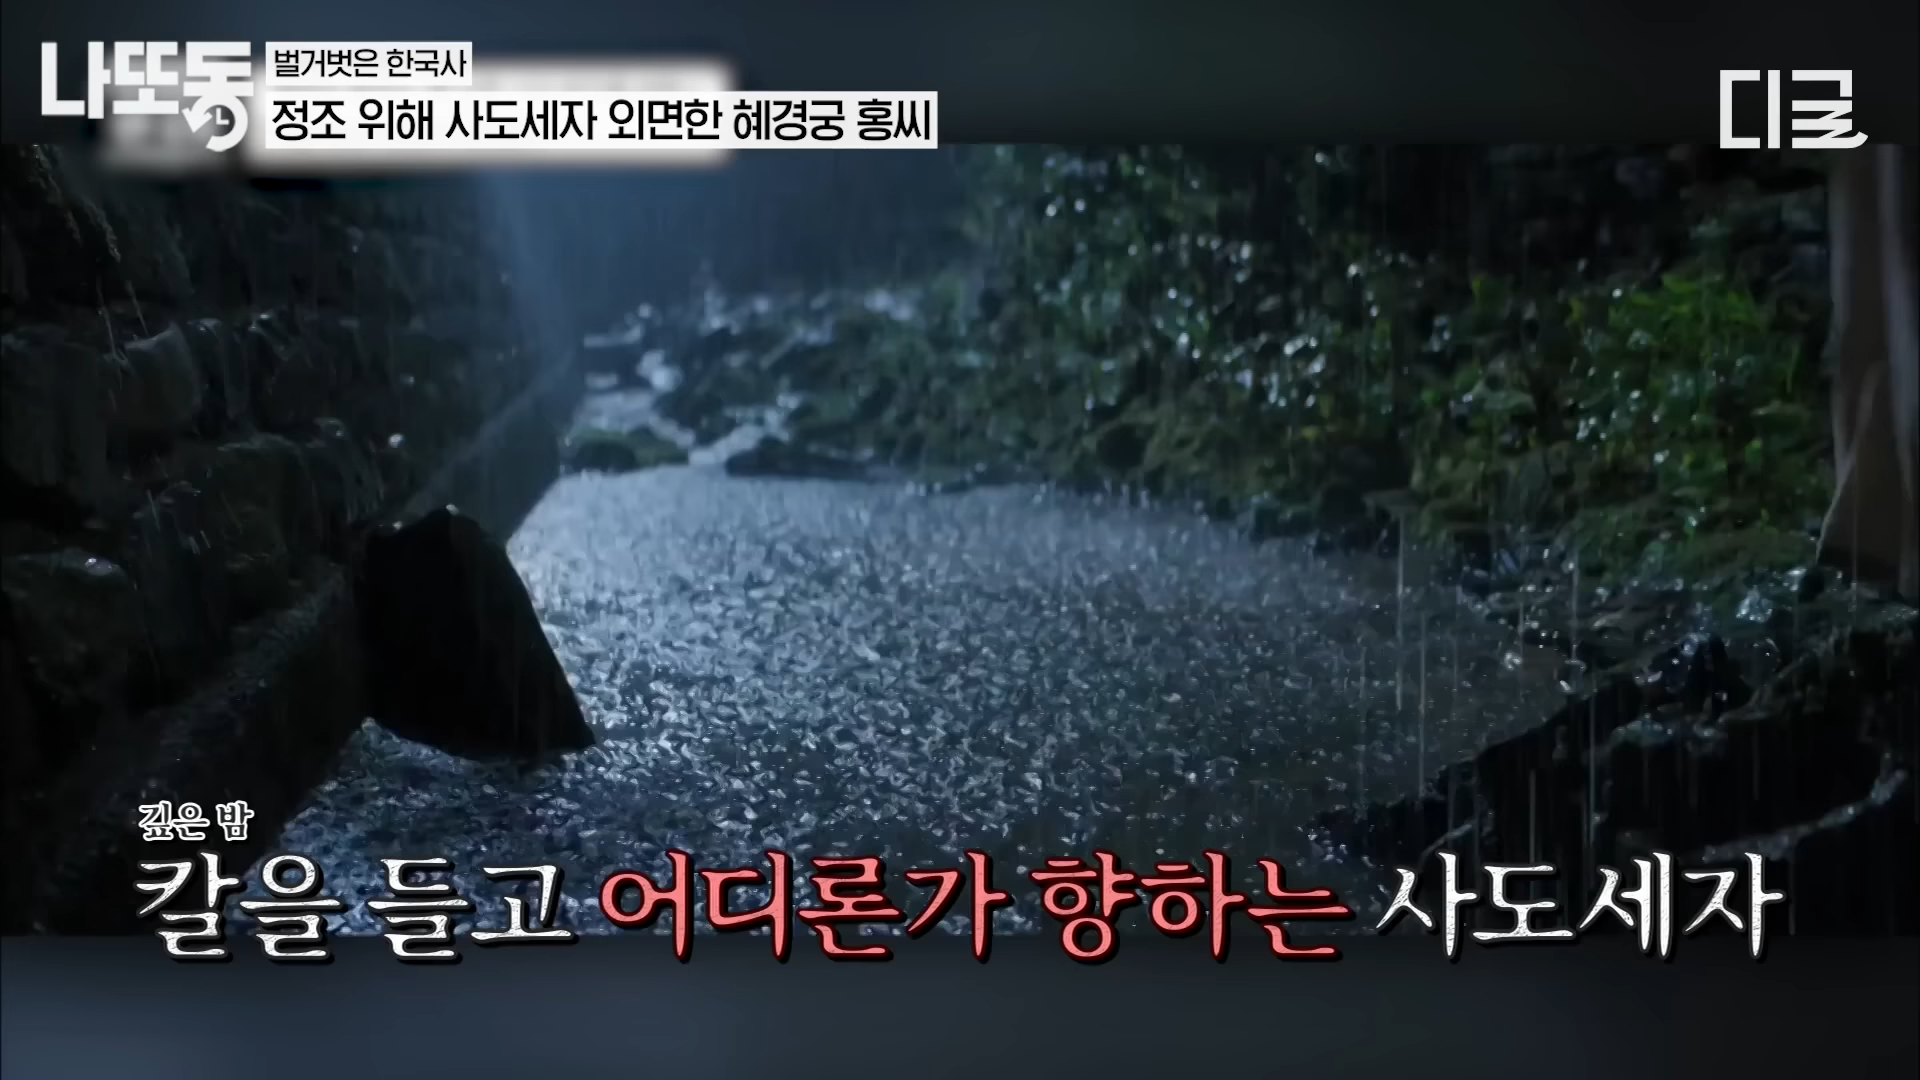 나또동
벌거벗은 한국사
정조 위해 사도세자 외면한 혜경궁 홍씨
디글
깊은 밤
칼을 들고 어디론가 향하는 사도세자